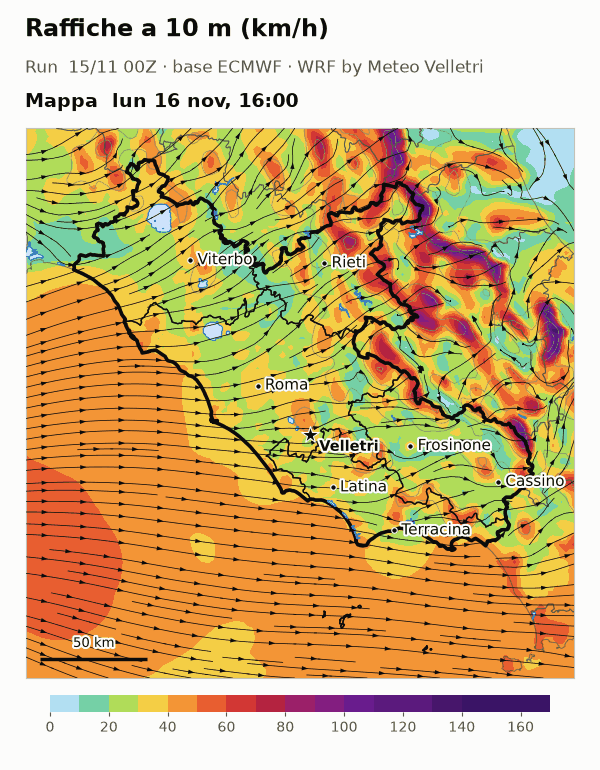 Raffiche a 10 m (km/h)
Run  15/11 00Z · base ECMWF · WRF by Meteo Velletri
Mappa  lun 16 nov, 16:00
Viterbo
Rieti
Roma
Velletri
Frosinone
Cassino
Latina
Terracina
50 km
0 20 40 60 80 100 120 140 160